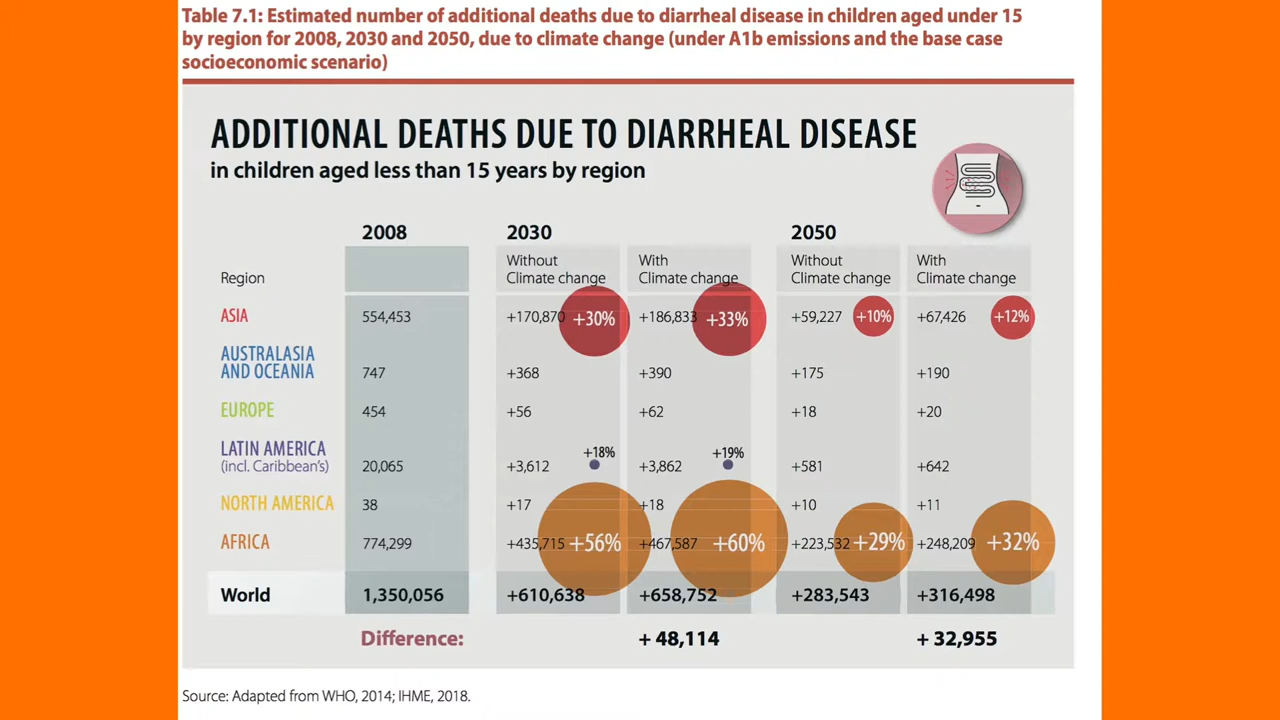 Table 7.1: Estimated number of additional deaths due to diarrheal disease in children aged under 15
by region for 2008, 2030 and 2050, due to climate change (under A1b emissions and the base case
socioeconomic scenario)
ADDITIONAL DEATHS DUE TO DIARRHEAL DISEASE
in children aged less than 15 years by region
2008 2030 2050
Without With Without With
Region Climate change Climate change Climate change Climate change
ASIA 554,453 +170,870 +30% +186,833 +33% +59,227 +10% +67,426 +12%
AUSTRALASIA
AND OCEANIA 747 +368 +390 +175 +190
EUROPE 454 +56 +62 +18 +20
LATIN AMERICA +18% +19%
(incl. Caribbean's) 20,065 +3,612 +3,862 +581 +642
NORTH AMERICA 38 +17 +18 +10 +11
AFRICA 774,299 +435,715 +56% +467,587 +60% +223,532 +29% +248,209 +32%
World 1,350,056 +610,638 +658,752 +283,543 +316,498
Difference: + 48,114 + 32,955
Source: Adapted from WHO, 2014; IHME, 2018.